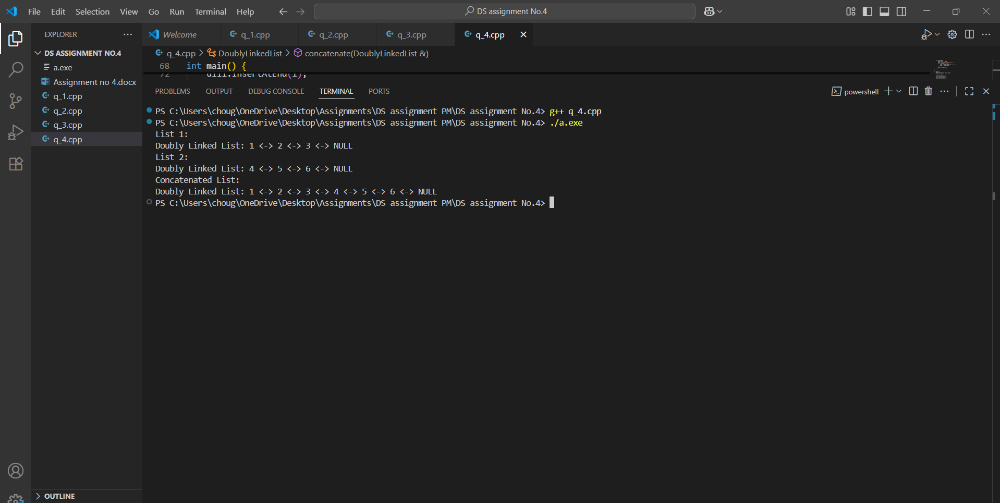 File Edit Selection View Go Run Terminal Help
DS assignment No.4
EXPLORER
DS ASSIGNMENT NO.4
a.exe
Assignment no 4.docx
q_1.cpp
q_2.cpp
q_3.cpp
q_4.cpp
OUTLINE
Welcome q_1.cpp q_2.cpp q_3.cpp q_4.cpp
q_4.cpp > DoublyLinkedList > concatenate(DoublyLinkedList &)
68 int main() {
72 dll1.insertAtEnd(1);
PROBLEMS OUTPUT DEBUG CONSOLE TERMINAL PORTS
powershell
PS C:\Users\choug\OneDrive\Desktop\Assignments\DS assignment PM\DS assignment No.4> g++ q_4.cpp
PS C:\Users\choug\OneDrive\Desktop\Assignments\DS assignment PM\DS assignment No.4> ./a.exe
List 1:
Doubly Linked List: 1 <-> 2 <-> 3 <-> NULL
List 2:
Doubly Linked List: 4 <-> 5 <-> 6 <-> NULL
Concatenated List:
Doubly Linked List: 1 <-> 2 <-> 3 <-> 4 <-> 5 <-> 6 <-> NULL
PS C:\Users\choug\OneDrive\Desktop\Assignments\DS assignment PM\DS assignment No.4>